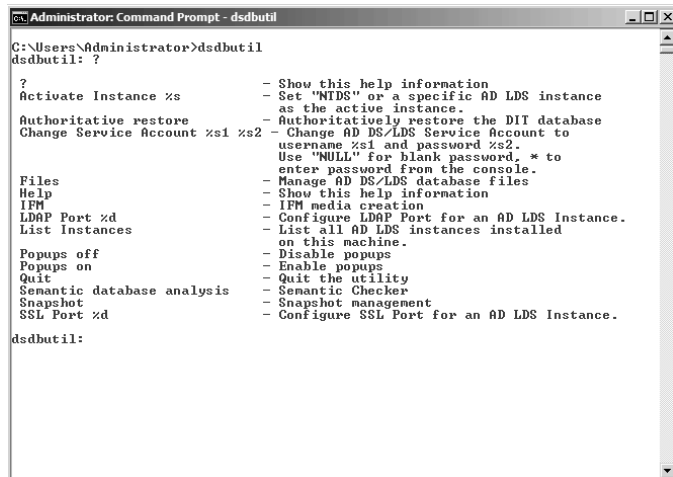 Administrator: Command Prompt - dsdbutil
C:\Users\Administrator>dsdbutil
dsdbutil: ?
? - Show this help information
Activate Instance %s - Set "NTDS" or a specific AD LDS instance
as the active instance.
Authoritative restore - Authoritatively restore the DIT database
Change Service Account %s1 %s2 - Change AD DS/LDS Service Account to
username %s1 and password %s2.
Use "NULL" for blank password, * to
enter password from the console.
Files - Manage AD DS/LDS database files
Help - Show this help information
IFM - IFM media creation
LDAP Port %d - Configure LDAP Port for an AD LDS Instance.
List Instances - List all AD LDS instances installed
on this machine.
Popups off - Disable popups
Popups on - Enable popups
Quit - Quit the utility
Semantic database analysis - Semantic Checker
Snapshot - Snapshot management
SSL Port %d - Configure SSL Port for an AD LDS Instance.
dsdbutil: